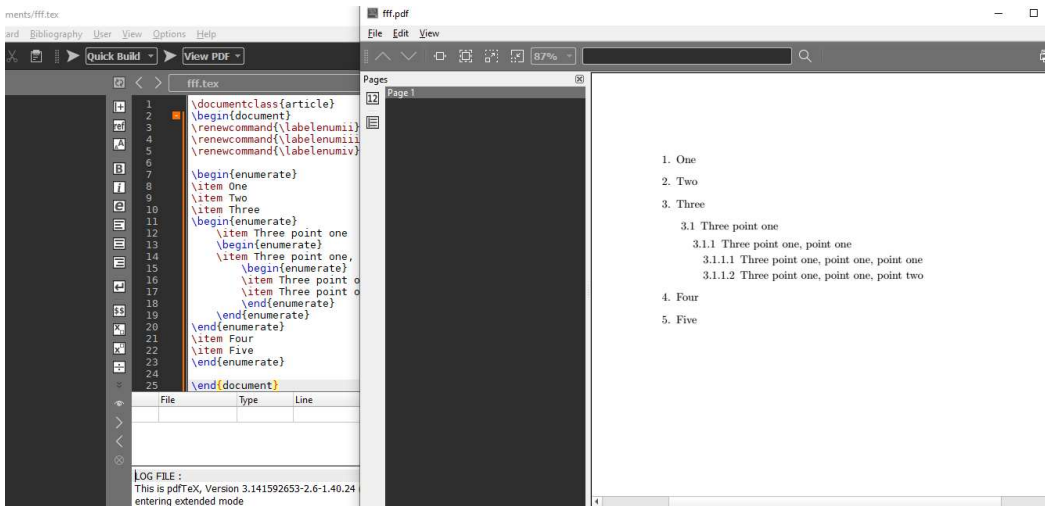 ments/fff.tex
ard Bibliography User View Options Help
Quick Build View PDF
fff.tex
1 \documentclass{article}
2 \begin{document}
3 \renewcommand{\labelenumii}
4 \renewcommand{\labelenumiii
5 \renewcommand{\labelenumiv}
6
7 \begin{enumerate}
8 \item One
9 \item Two
10 \item Three
11 \begin{enumerate}
12 \item Three point one
13 \begin{enumerate}
14 \item Three point one,
15 \begin{enumerate}
16 \item Three point o
17 \item Three point o
18 \end{enumerate}
19 \end{enumerate}
20 \end{enumerate}
21 \item Four
22 \item Five
23 \end{enumerate}
24
25 \end{document}
File Type Line
LOG FILE :
This is pdfTeX, Version 3.141592653-2.6-1.40.24
entering extended mode
fff.pdf
File Edit View
87%
Pages
Page 1
12
1. One
2. Two
3. Three
3.1 Three point one
3.1.1 Three point one, point one
3.1.1.1 Three point one, point one, point one
3.1.1.2 Three point one, point one, point two
4. Four
5. Five